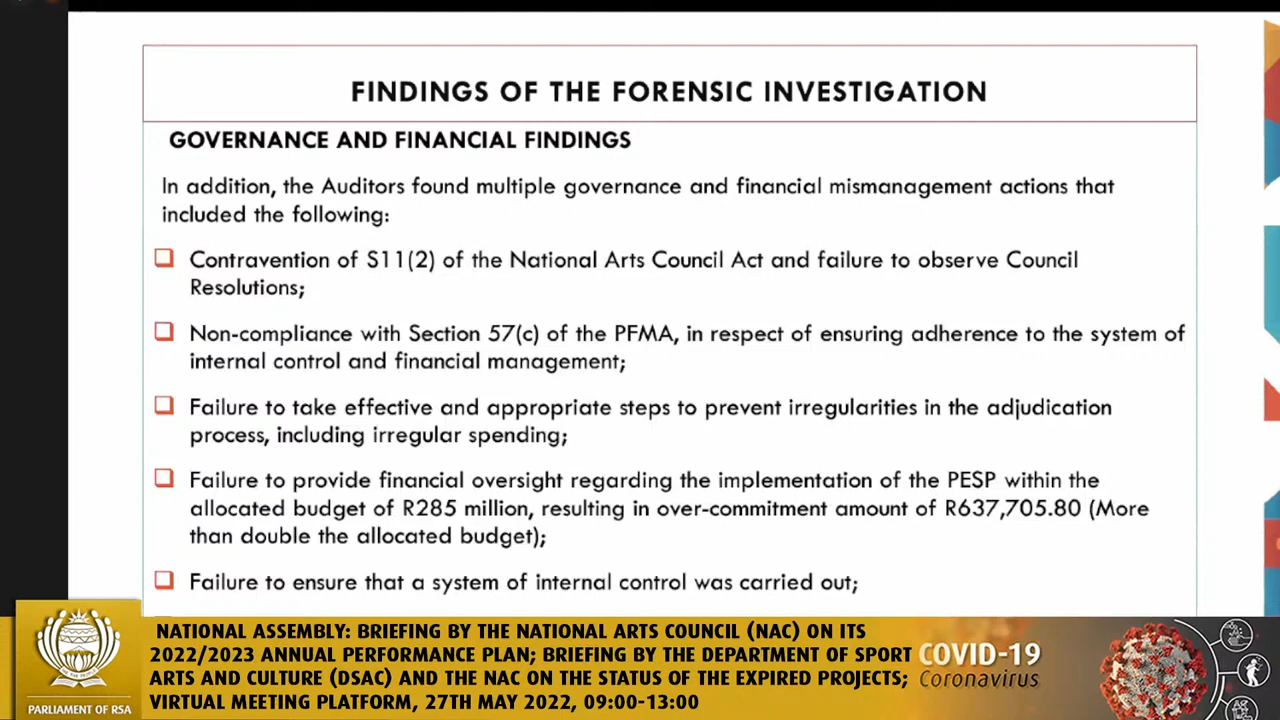 FINDINGS OF THE FORENSIC INVESTIGATION
GOVERNANCE AND FINANCIAL FINDINGS
In addition, the Auditors found multiple governance and financial mismanagement actions that
included the following:
Contravention of S11(2) of the National Arts Council Act and failure to observe Council
Resolutions;
Non-compliance with Section 57(c) of the PFMA, in respect of ensuring adherence to the system of
internal control and financial management;
Failure to take effective and appropriate steps to prevent irregularities in the adjudication
process, including irregular spending;
Failure to provide financial oversight regarding the implementation of the PESP within the
allocated budget of R285 million, resulting in over-commitment amount of R637,705.80 (More
than double the allocated budget);
Failure to ensure that a system of internal control was carried out;
NATIONAL ASSEMBLY: BRIEFING BY THE NATIONAL ARTS COUNCIL (NAC) ON ITS
2022/2023 ANNUAL PERFORMANCE PLAN; BRIEFING BY THE DEPARTMENT OF SPORT
ARTS AND CULTURE (DSAC) AND THE NAC ON THE STATUS OF THE EXPIRED PROJECTS;
VIRTUAL MEETING PLATFORM, 27TH MAY 2022, 09:00-13:00
PARLIAMENT OF RSA
COVID-19
Coronavirus